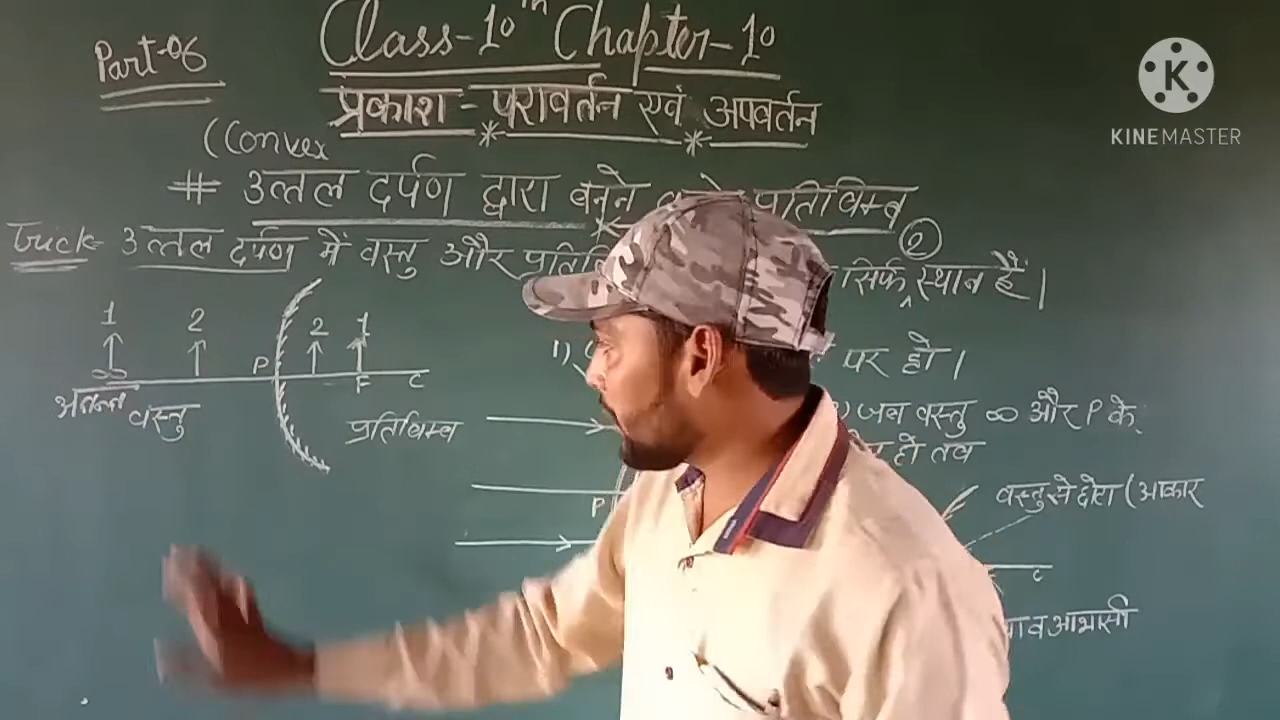 Part-06
Class-10th Chapter-10
प्रकाश - परावर्तन एवं अपवर्तन
(Convex
# उत्तल दर्पण द्वारा बनने प्रतिबिम्ब
Trick- उत्तल दर्पण में वस्तु और सिर्फ 2 स्थान हैं।
1 2 2 1
P F C
अनन्त वस्तु
प्रतिबिम्ब
1) पर हो।
जब वस्तु ∞ और P के
हो तब
P
वस्तु से छोटा (आकार
C
आभासी
K
KINEMASTER